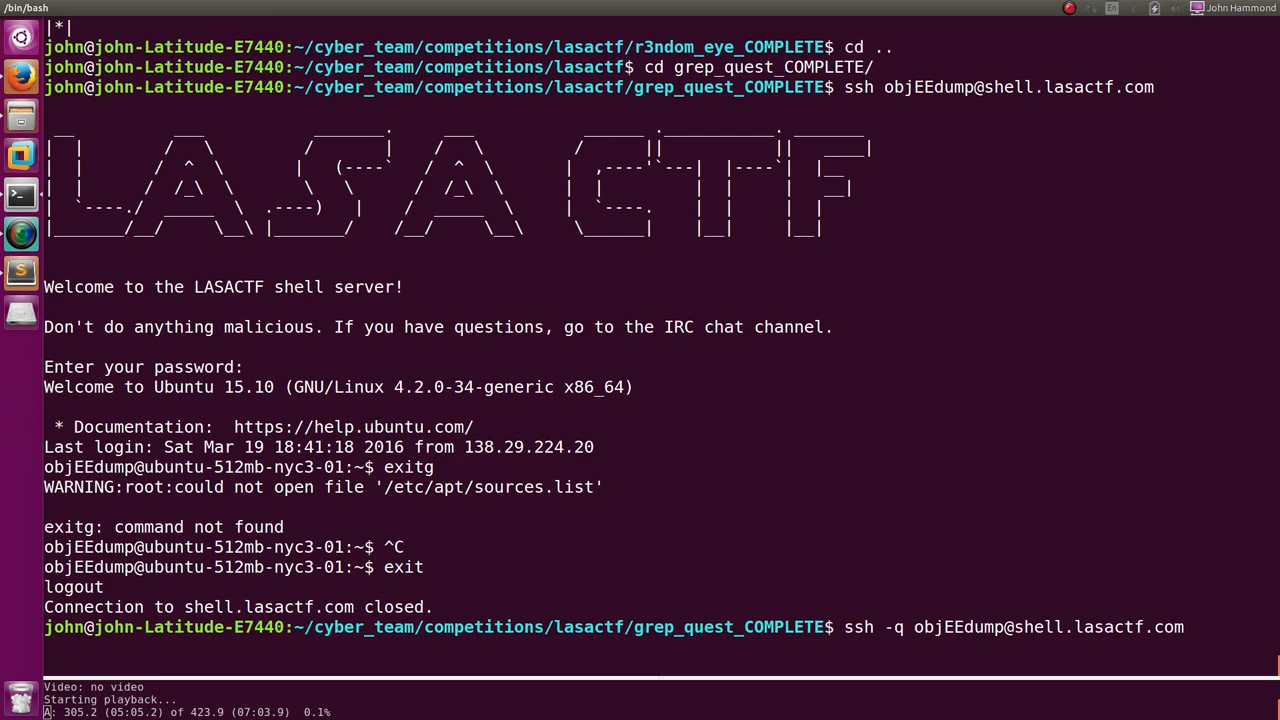 /bin/bash
En
John Hammond
|*|
john@john-Latitude-E7440:~/cyber_team/competitions/lasactf/r3ndom_eye_COMPLETE$ cd ..
john@john-Latitude-E7440:~/cyber_team/competitions/lasactf$ cd grep_quest_COMPLETE/
john@john-Latitude-E7440:~/cyber_team/competitions/lasactf/grep_quest_COMPLETE$ ssh objEEdump@shell.lasactf.com
LASA CTF
Welcome to the LASACTF shell server!
Don't do anything malicious. If you have questions, go to the IRC chat channel.
Enter your password:
Welcome to Ubuntu 15.10 (GNU/Linux 4.2.0-34-generic x86_64)
* Documentation:  https://help.ubuntu.com/
Last login: Sat Mar 19 18:41:18 2016 from 138.29.224.20
objEEdump@ubuntu-512mb-nyc3-01:~$ exitg
WARNING:root:could not open file '/etc/apt/sources.list'
exitg: command not found
objEEdump@ubuntu-512mb-nyc3-01:~$ ^C
objEEdump@ubuntu-512mb-nyc3-01:~$ exit
logout
Connection to shell.lasactf.com closed.
john@john-Latitude-E7440:~/cyber_team/competitions/lasactf/grep_quest_COMPLETE$ ssh -q objEEdump@shell.lasactf.com
Video: no video
Starting playback...
A: 305.2 (05:05.2) of 423.9 (07:03.9)  0.1%